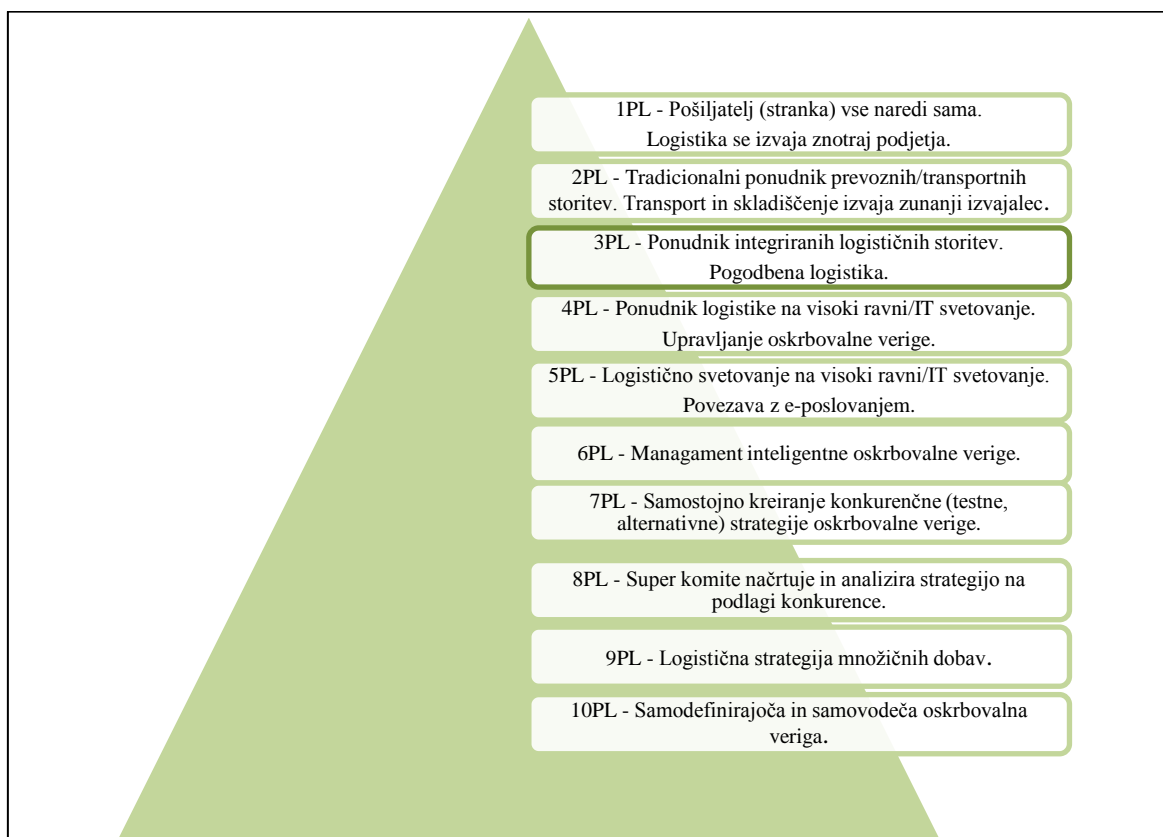 1PL - Pošiljatelj (stranka) vse naredi sama.
Logistika se izvaja znotraj podjetja.
2PL - Tradicionalni ponudnik prevoznih/transportnih
storitev. Transport in skladiščenje izvaja zunanji izvajalec.
3PL - Ponudnik integriranih logističnih storitev.
Pogodbena logistika.
4PL - Ponudnik logistike na visoki ravni/IT svetovanje.
Upravljanje oskrbovalne verige.
5PL - Logistično svetovanje na visoki ravni/IT svetovanje.
Povezava z e-poslovanjem.
6PL - Managament inteligentne oskrbovalne verige.
7PL - Samostojno kreiranje konkurenčne (testne,
alternativne) strategije oskrbovalne verige.
8PL - Super komite načrtuje in analizira strategijo na
podlagi konkurence.
9PL - Logistična strategija množičnih dobav.
10PL - Samodefinirajoča in samovodeča oskrbovalna
veriga.